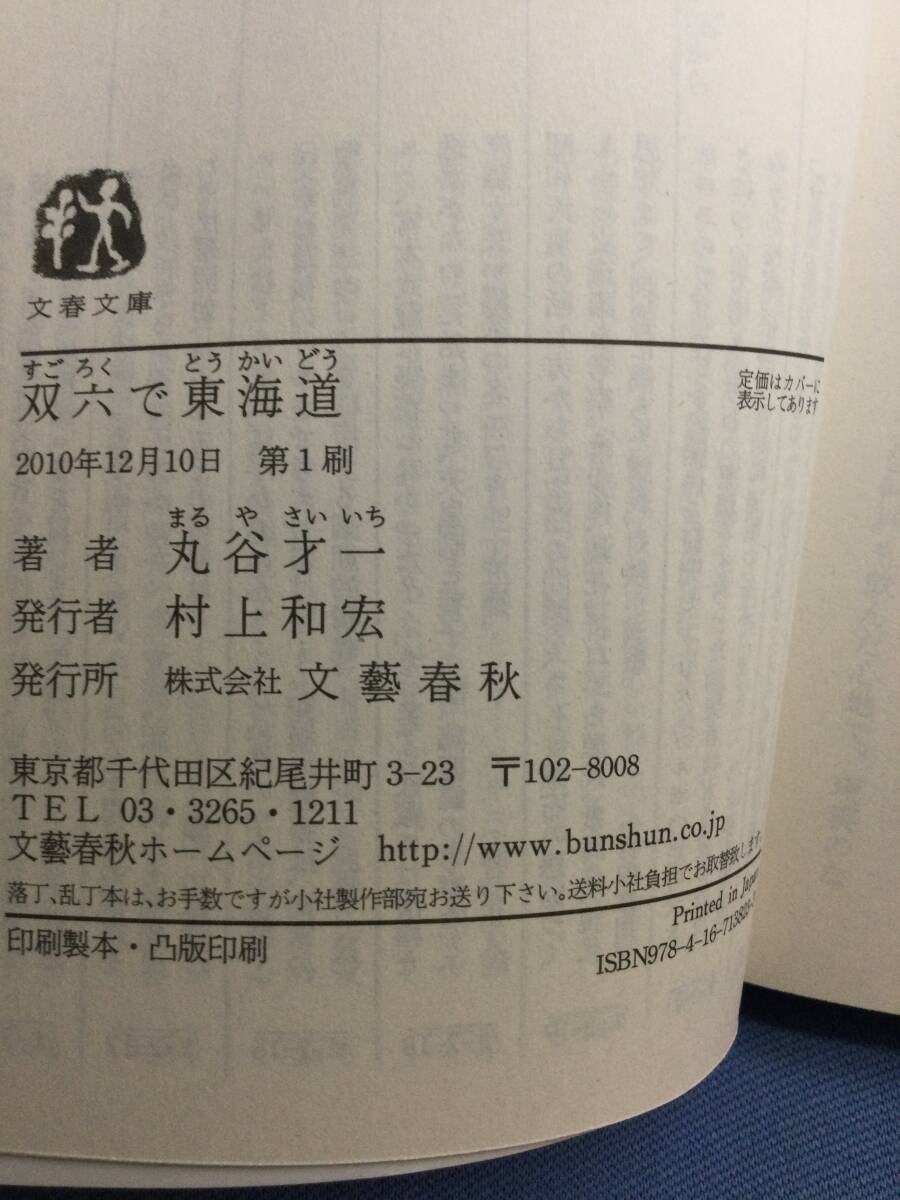 文春文庫
すごろく とうかいどう
双六で東海道
定価はカバーに
表示してあります
2010年12月10日 第1刷
まるやさいいち
著者 丸谷才一
発行者 村上和宏
発行所 株式会社 文藝春秋
東京都千代田区紀尾井町 3-23 〒102-8008
TEL 03・3265・1211
文藝春秋ホームページ http://www.bunshun.co.jp
落丁、乱丁本は、お手数ですが小社製作部宛お送り下さい。送料小社負担でお取替致します。
印刷製本・凸版印刷
Printed in Japan
ISBN978-4-16-713